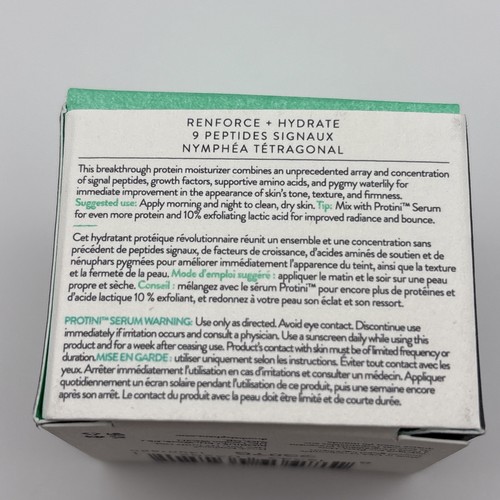 RENFORCE + HYDRATE
9 PEPTIDES SIGNAUX
NYMPHÉA TÉTRAGONAL
This breakthrough protein moisturizer combines an unprecedented array and concentration
of signal peptides, growth factors, supportive amino acids, and pygmy waterlily for
immediate improvement in the appearance of skin's tone, texture, and firmness.
Suggested use: Apply morning and night to clean, dry skin. Tip: Mix with Protini™ Serum
for even more protein and 10% exfoliating lactic acid for improved radiance and bounce.
Cet hydratant protéique révolutionnaire réunit un ensemble et une concentration sans
précédent de peptides signaux, de facteurs de croissance, d'acides aminés de soutien et de
nénuphars pygmées pour améliorer immédiatement l'apparence du teint, ainsi que la texture
et la fermeté de la peau. Mode d'emploi suggéré : appliquer le matin et le soir sur une peau
propre et sèche. Conseil : mélangez avec le sérum Protini™ pour encore plus de protéines et
d'acide lactique 10 % exfoliant, et redonnez à votre peau son éclat et son ressort.
PROTINI™ SERUM WARNING: Use only as directed. Avoid eye contact. Discontinue use
immediately if irritation occurs and consult a physician. Use a sunscreen daily while using this
product and for a week after ceasing use. Product's contact with skin must be of limited frequency or
duration. MISE EN GARDE : utiliser uniquement selon les instructions. Éviter tout contact avec les
yeux. Arrêter immédiatement l'utilisation en cas d'irritations et consulter un médecin. Appliquer
quotidiennement un écran solaire pendant l'utilisation de ce produit, puis une semaine encore
après son arrêt. Le contact du produit avec la peau doit être limité et de courte durée.